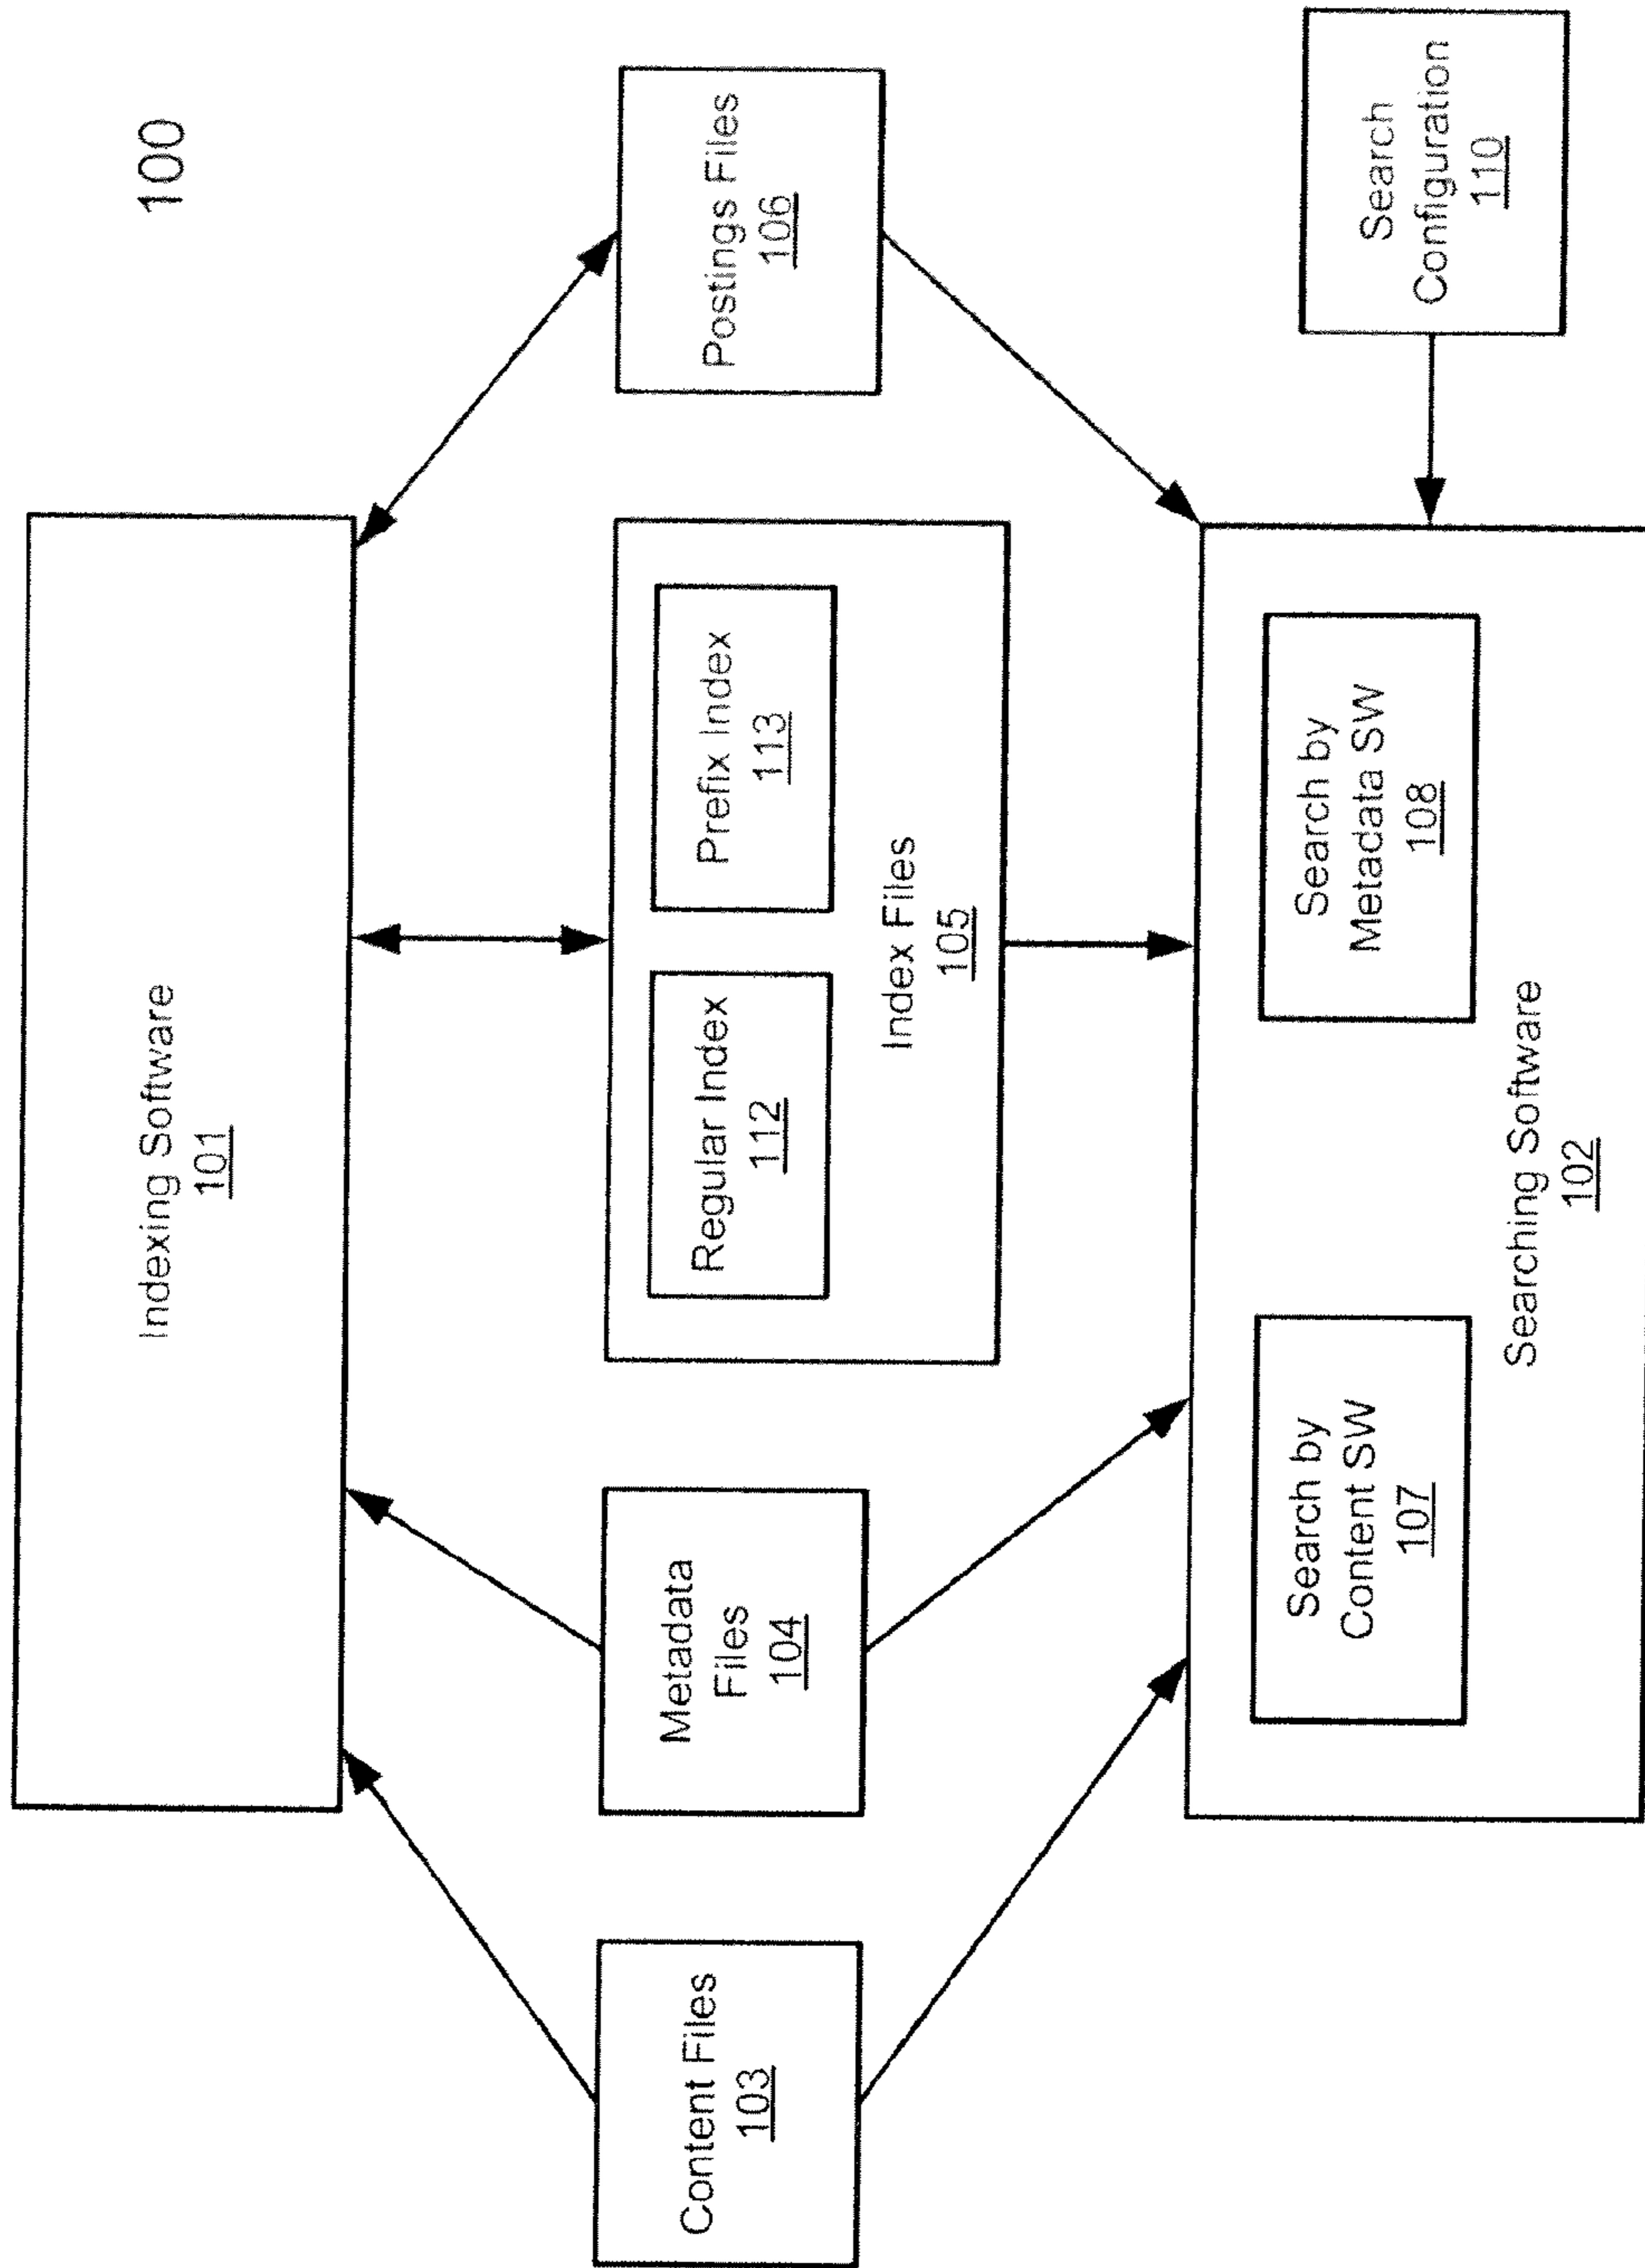 100
Indexing Software
101
Content Files
103
Metadata
Files
104
Regular Index
112
Prefix Index
113
Index Files
105
Postings Files
106
Search by
Content SW
107
Search by
Metadata SW
108
Searching Software
102
Search
Configuration
110